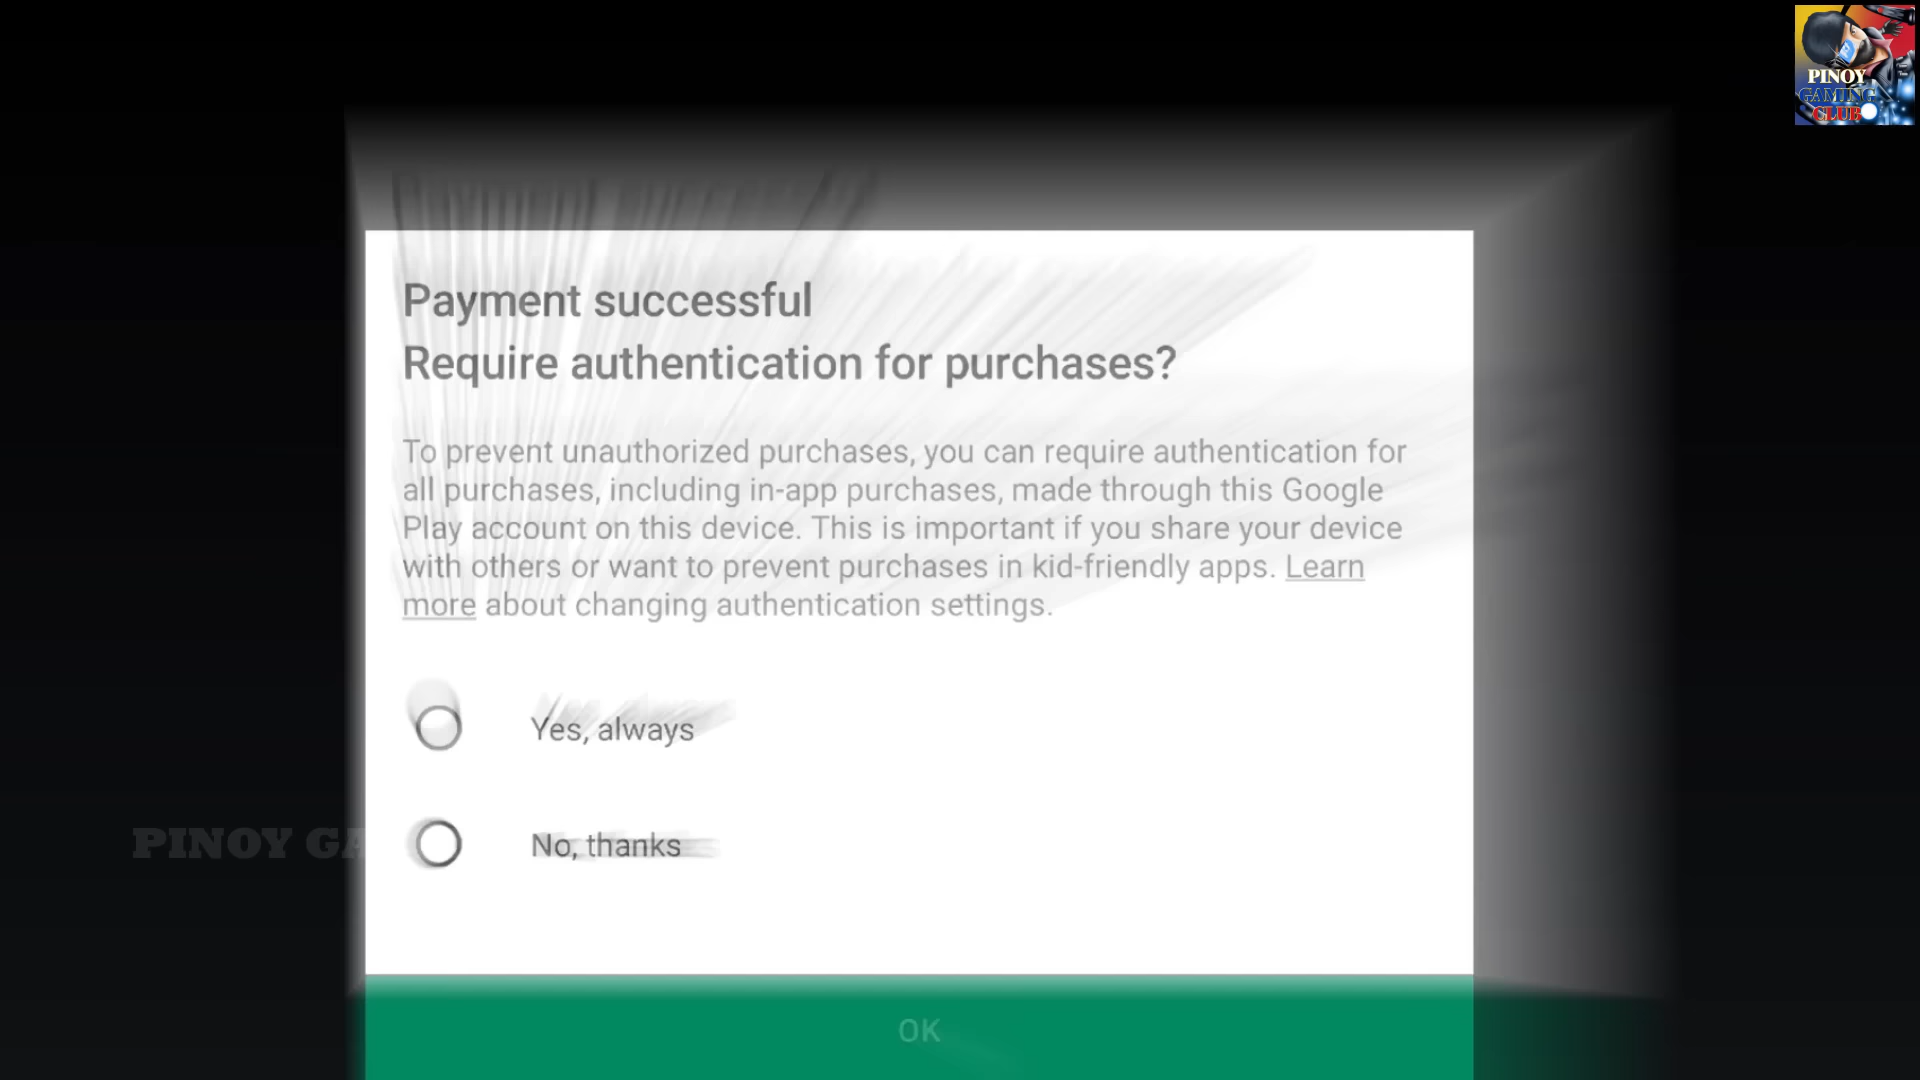 PINOY
GAMING
CLUB
Payment successful
Require authentication for purchases?
To prevent unauthorized purchases, you can require authentication for
all purchases, including in-app purchases, made through this Google
Play account on this device. This is important if you share your device
with others or want to prevent purchases in kid-friendly apps. Learn
more about changing authentication settings.
Yes, always
No, thanks
PINOY GA
OK